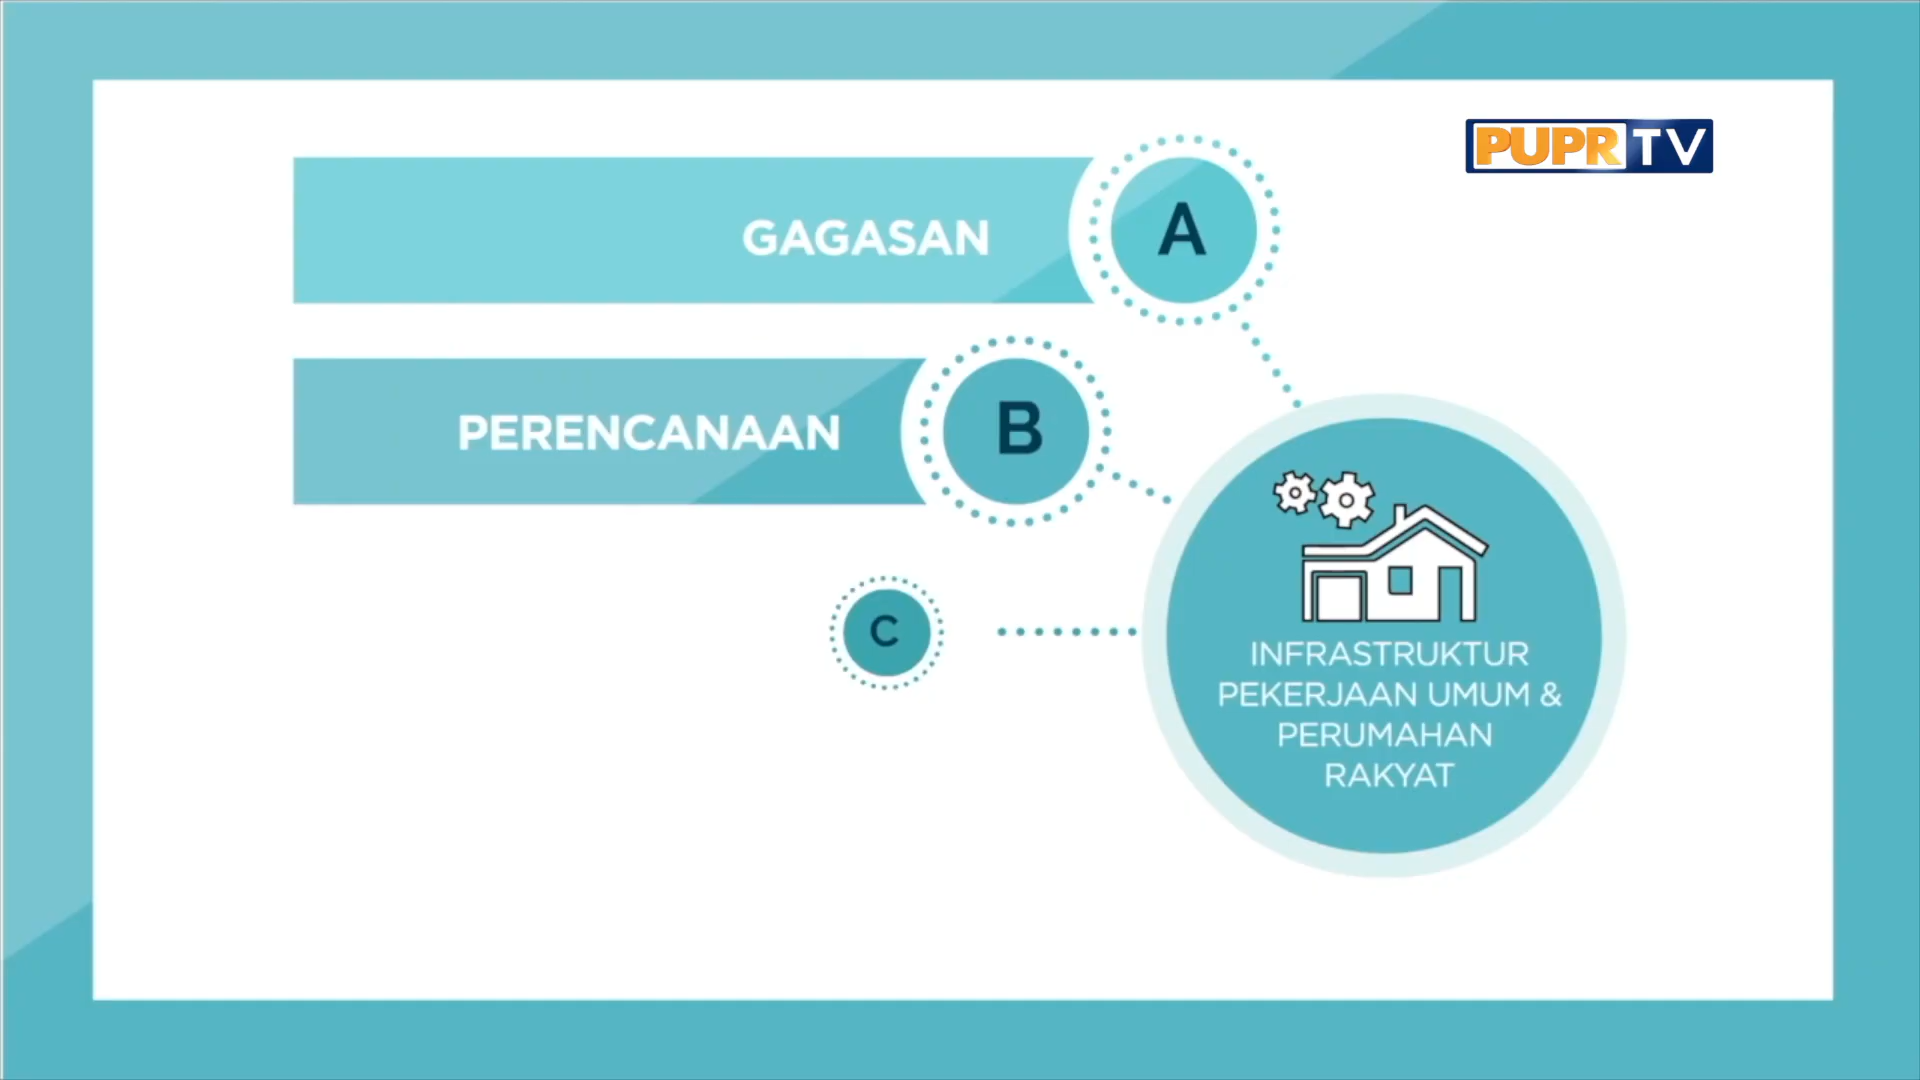 PUPR TV
GAGASAN
A
PERENCANAAN
B
C
INFRASTRUKTUR
PEKERJAAN UMUM &
PERUMAHAN
RAKYAT